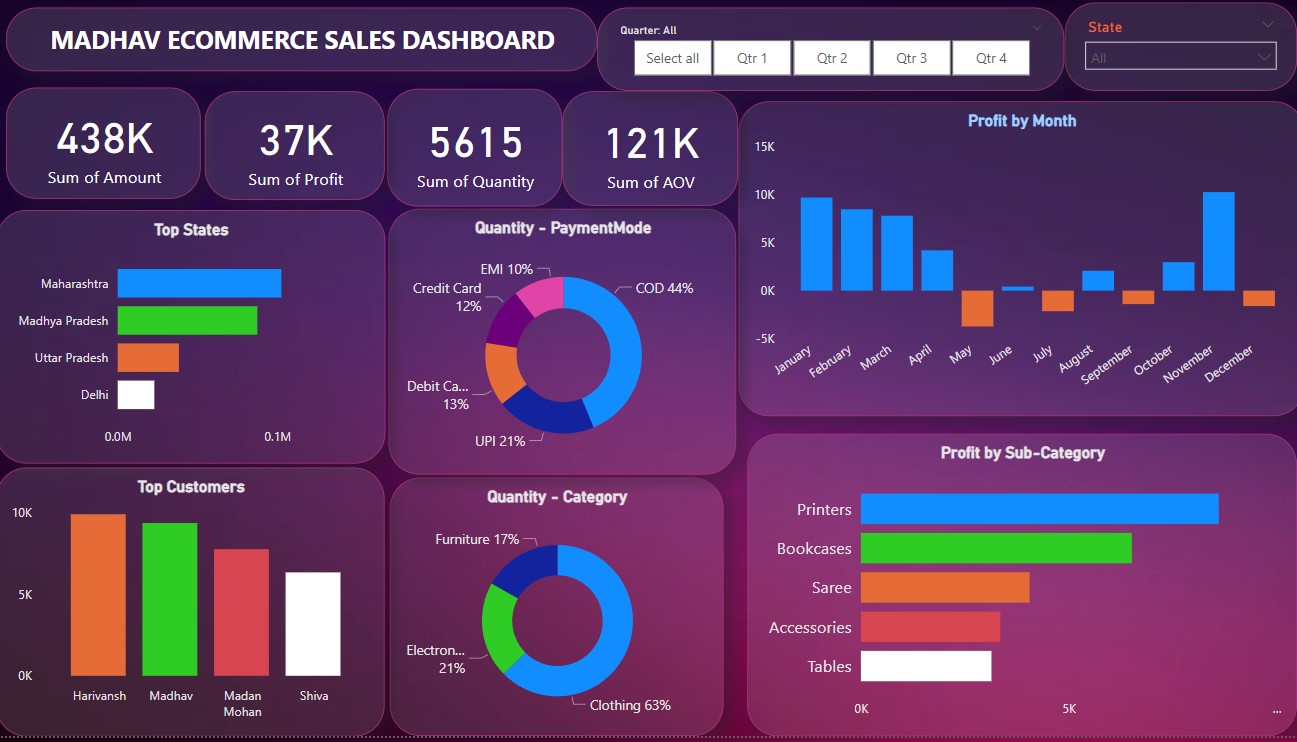 MADHAV ECOMMERCE SALES DASHBOARD
Quarter: All
Select all
Qtr 1
Qtr 2
Qtr 3
Qtr 4
State
All
438K
Sum of Amount
37K
Sum of Profit
5615
Sum of Quantity
121K
Sum of AOV
Profit by Month
15K
10K
5K
0K
-5K
January
February
March
April
May
June
July
August
September
October
November
December
Top States
Maharashtra
Madhya Pradesh
Uttar Pradesh
Delhi
0.0M
0.1M
Quantity - PaymentMode
EMI 10%
Credit Card
12%
COD 44%
Debit Ca...
13%
UPI 21%
Top Customers
10K
5K
0K
Harivansh
Madhav
Madan
Mohan
Shiva
Quantity - Category
Furniture 17%
Electron...
21%
Clothing 63%
Profit by Sub-Category
Printers
Bookcases
Saree
Accessories
Tables
0K
5K
...